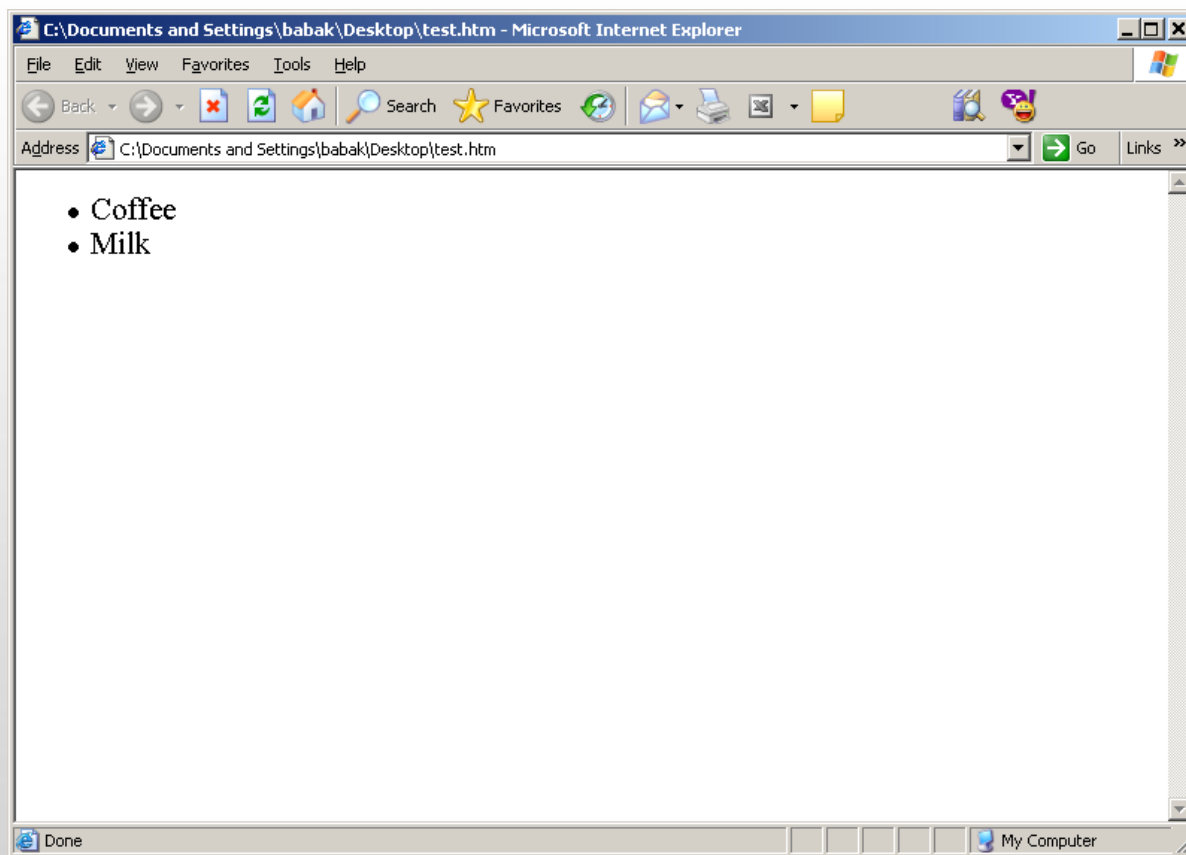 C:\Documents and Settings\babak\Desktop\test.htm - Microsoft Internet Explorer
File Edit View Favorites Tools Help
Back Search Favorites
Address C:\Documents and Settings\babak\Desktop\test.htm Go Links »
• Coffee
• Milk
Done My Computer